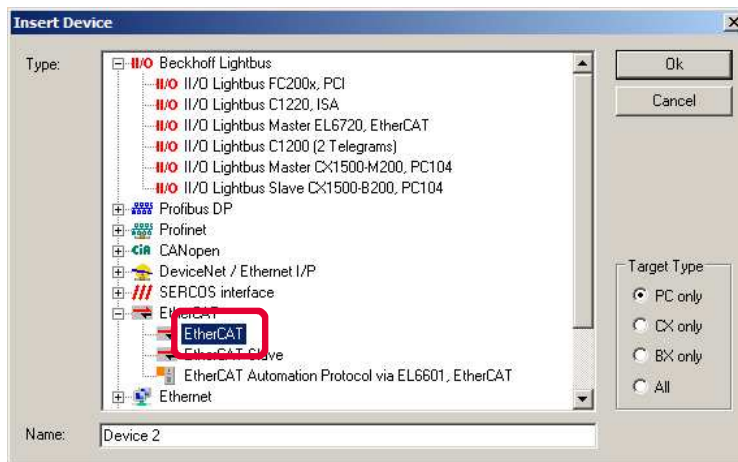 Insert Device
Type:
II/O Beckhoff Lightbus
II/O II/O Lightbus FC200x, PCI
II/O II/O Lightbus C1220, ISA
II/O II/O Lightbus Master EL6720, EtherCAT
II/O II/O Lightbus C1200 (2 Telegrams)
II/O II/O Lightbus Master CX1500-M200, PC104
II/O II/O Lightbus Slave CX1500-B200, PC104
Profibus DP
Profinet
CiA CANopen
DeviceNet / Ethernet I/P
SERCOS interface
EtherCAT
EtherCAT
EtherCAT Slave
EtherCAT Automation Protocol via EL6601, EtherCAT
Ethernet
Ok
Cancel
Target Type
PC only
CX only
BX only
All
Name:
Device 2